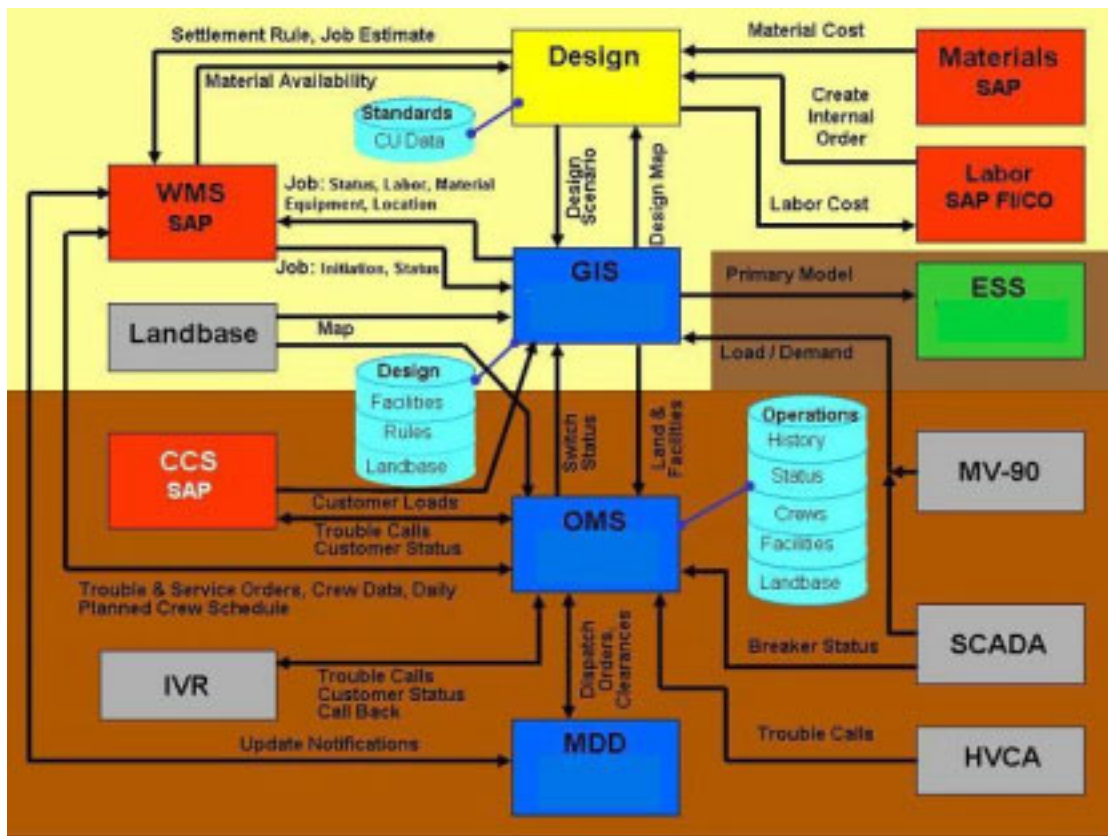 Settlement Rule, Job Estimate
Material Availability
Design
Material Cost
Materials
SAP
Create
Internal
Order
Standards
CU Data
WMS
SAP
Job: Status, Labor, Material
Equipment, Location
Design
Scenario
Design Map
Labor Cost
Labor
SAP FI/CO
Job: Initiation, Status
GIS
Primary Model
ESS
Landbase
Map
Load / Demand
Design
Facilities
Rules
Landbase
Switch
Status
Land &
Facilities
Operations
History
Status
Crews
Facilities
Landbase
CCS
SAP
Customer Loads
Trouble Calls
Customer Status
OMS
MV-90
Trouble & Service Orders, Crew Data, Daily
Planned Crew Schedule
IVR
Trouble Calls
Customer Status
Call Back
Dispatch
Orders,
Clearances
Breaker Status
SCADA
Update Notifications
MDD
Trouble Calls
HVCA